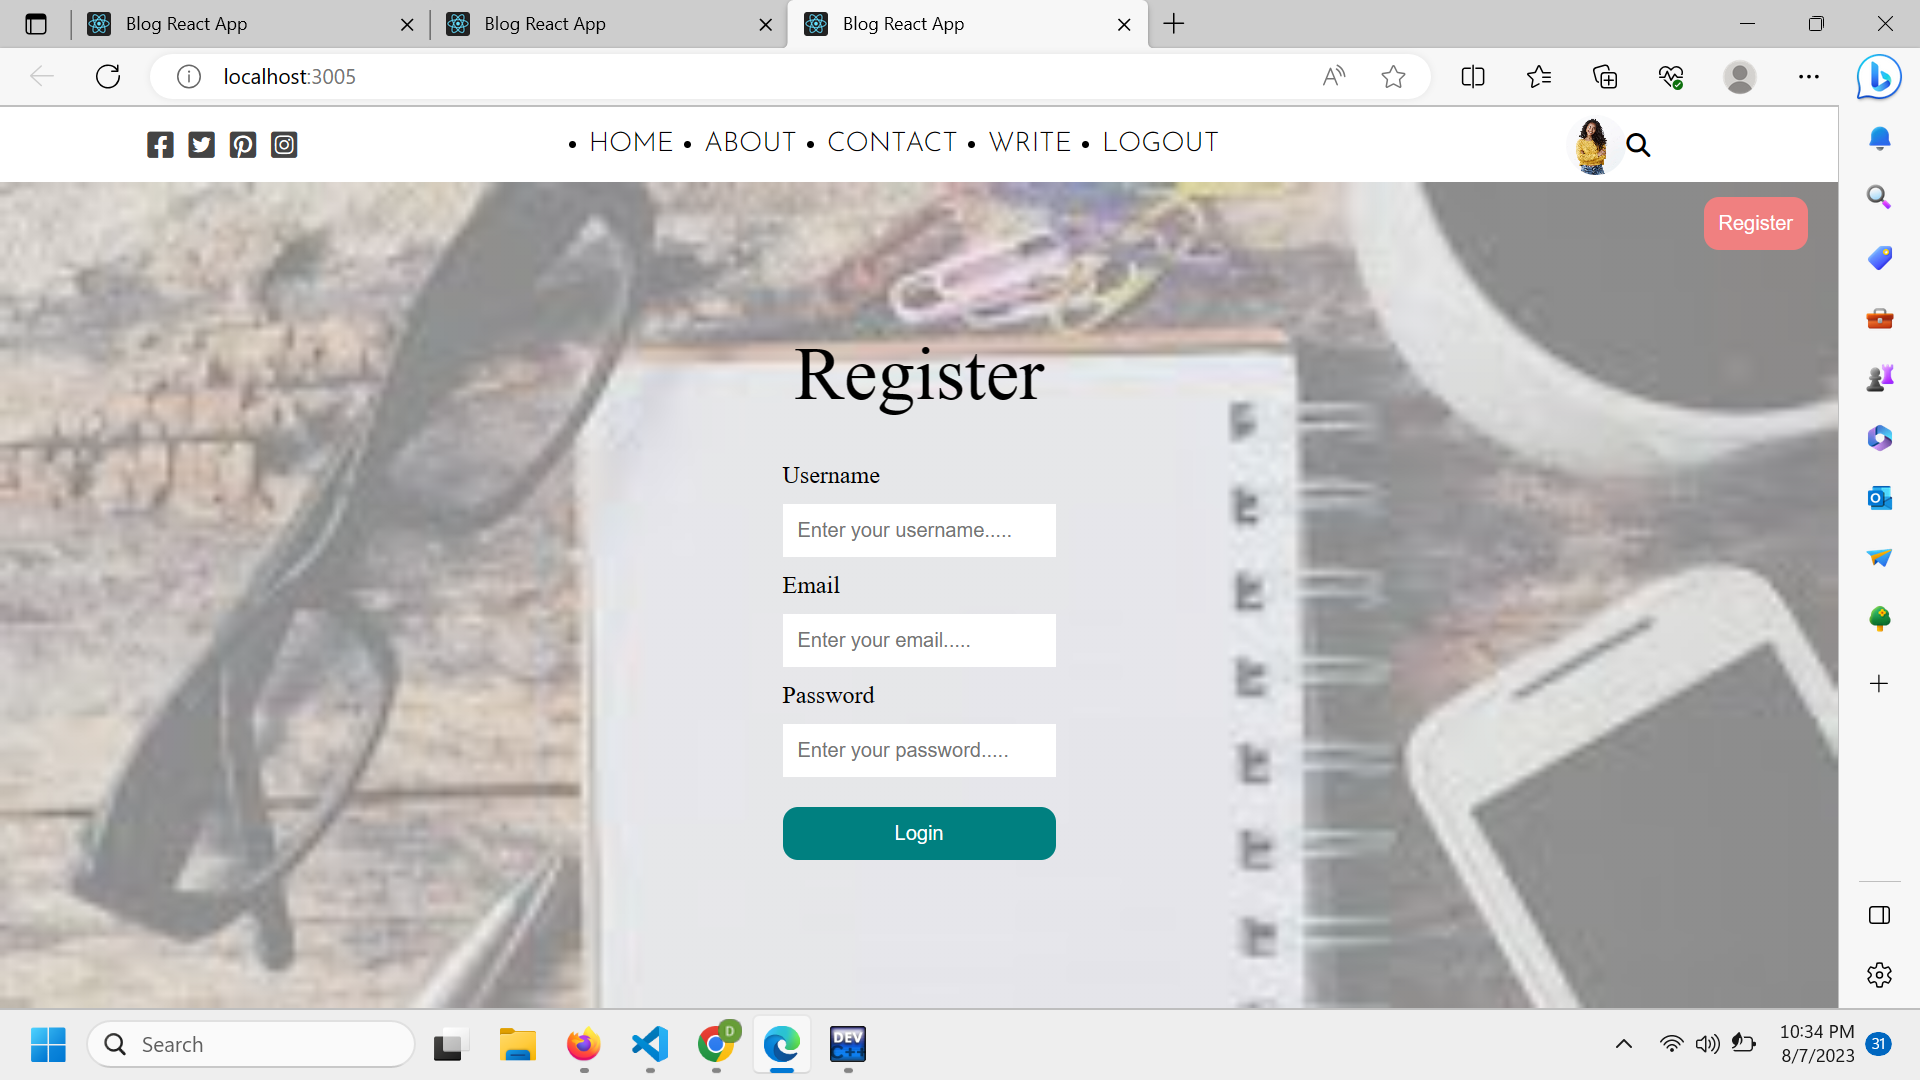 Blog React App
Blog React App
Blog React App
localhost:3005
• HOME • ABOUT • CONTACT • WRITE • LOGOUT
Register
Register
Username
Enter your username.....
Email
Enter your email.....
Password
Enter your password.....
Login
Search
D
DEV
C++
10:34 PM
8/7/2023
31